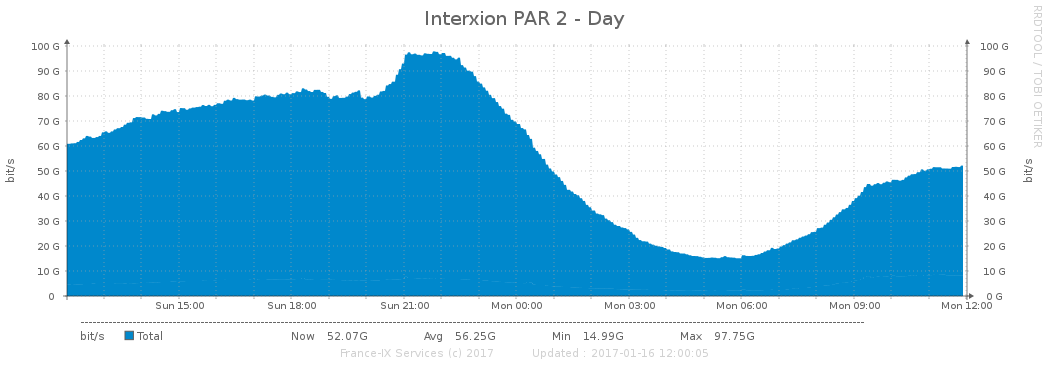 Interxion PAR 2 - Day
RRDTOOL / TOBI OETIKER
100 G 100 G
90 G 90 G
80 G 80 G
70 G 70 G
60 G 60 G
50 G 50 G
40 G 40 G
30 G 30 G
20 G 20 G
10 G 10 G
0 0 G
bit/s
bit/s
Sun 15:00 Sun 18:00 Sun 21:00 Mon 00:00 Mon 03:00 Mon 06:00 Mon 09:00 Mon 12:00
bit/s Total Now 52.07G Avg 56.25G Min 14.99G Max 97.75G
France-IX Services (c) 2017 Updated : 2017-01-16 12:00:05